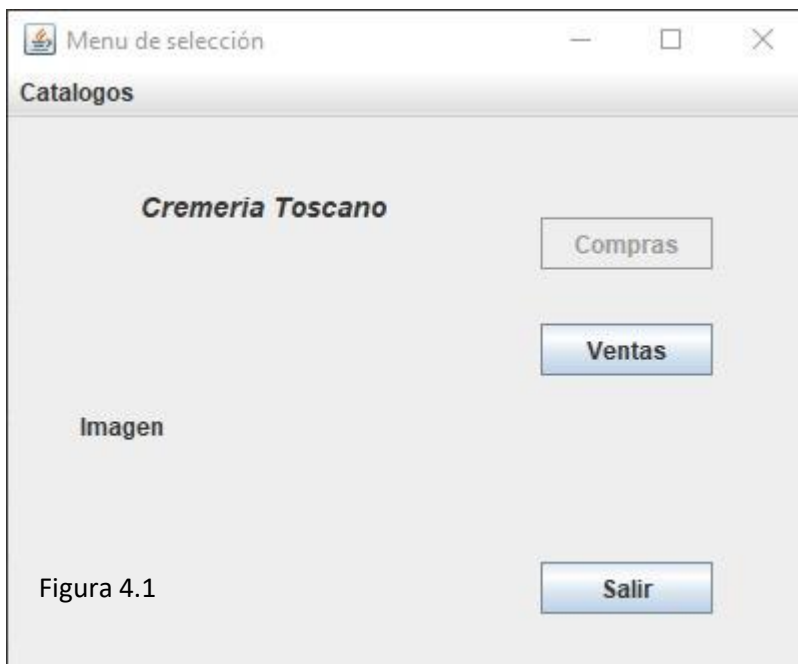 Menu de selección
Catalogos
Cremeria Toscano
Compras
Ventas
Imagen
Figura 4.1
Salir